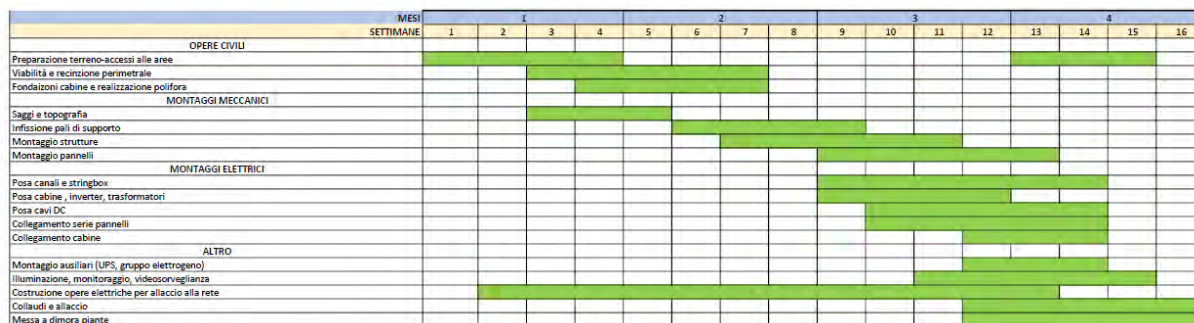 MESI 1 2 3 4
SETTIMANE 1 2 3 4 5 6 7 8 9 10 11 12 13 14 15 16
OPERE CIVILI
Preparazione terreno-accessi alle aree
Viabilità e recinzione perimetrale
Fondaizoni cabine e realizzazione polifora
MONTAGGI MECCANICI
Saggi e topografia
Infissione pali di supporto
Montaggio strutture
Montaggio pannelli
MONTAGGI ELETTRICI
Posa canali e stringbox
Posa cabine , inverter, trasformatori
Posa cavi DC
Collegamento serie pannelli
Collegamento cabine
ALTRO
Montaggio ausiliari (UPS, gruppo elettrogeno)
Illuminazione, monitoraggio, videosorveglianza
Costruzione opere elettriche per allaccio alla rete
Collaudi e allaccio
Messa a dimora piante